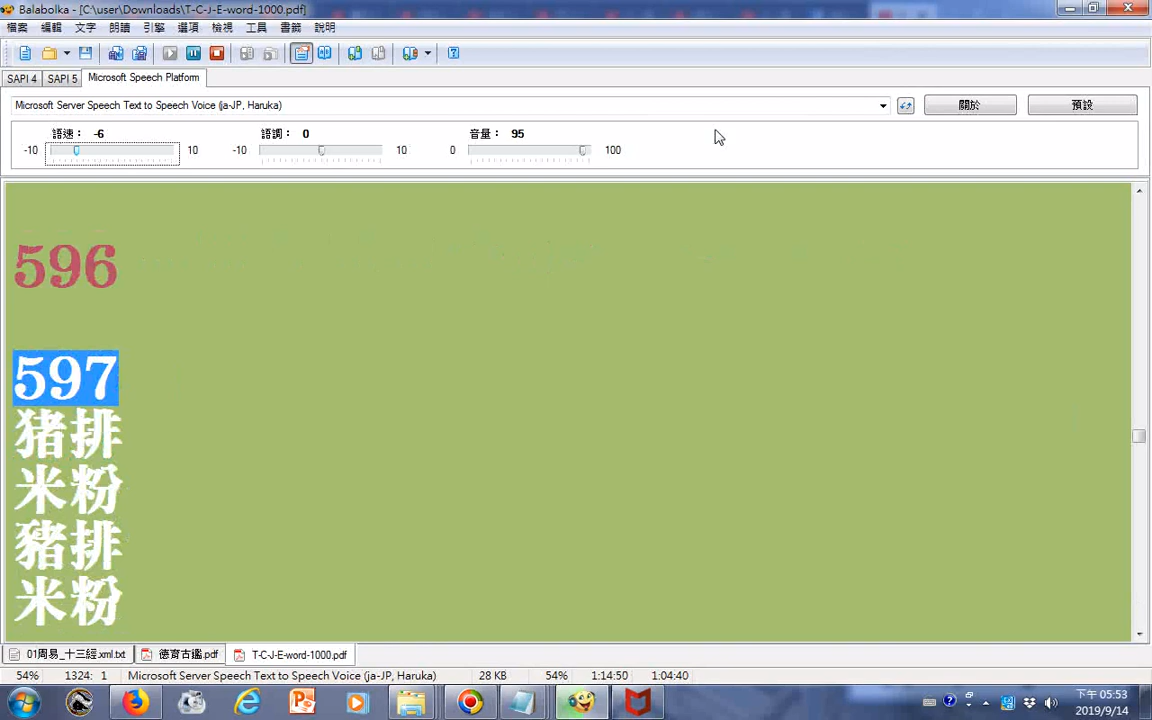 Balabolka - [C:\user\Downloads\T-C-J-E-word-1000.pdf]
檔案 編輯 文字 朗讀 引擎 選項 檢視 工具 書籤 說明
SAPI 4 SAPI 5 Microsoft Speech Platform
Microsoft Server Speech Text to Speech Voice (ja-JP, Haruka) 關於 預設
語速： -6 語調： 0 音量： 95
-10 10 -10 10 0 100
596
597
猪排
米粉
豬排
米粉
01周易_十三經.xml.txt 德育古鑑.pdf T-C-J-E-word-1000.pdf
54% 1324: 1 Microsoft Server Speech Text to Speech Voice (ja-JP, Haruka) 28 KB 54% 1:14:50 1:04:40
下午 05:53
2019/9/14